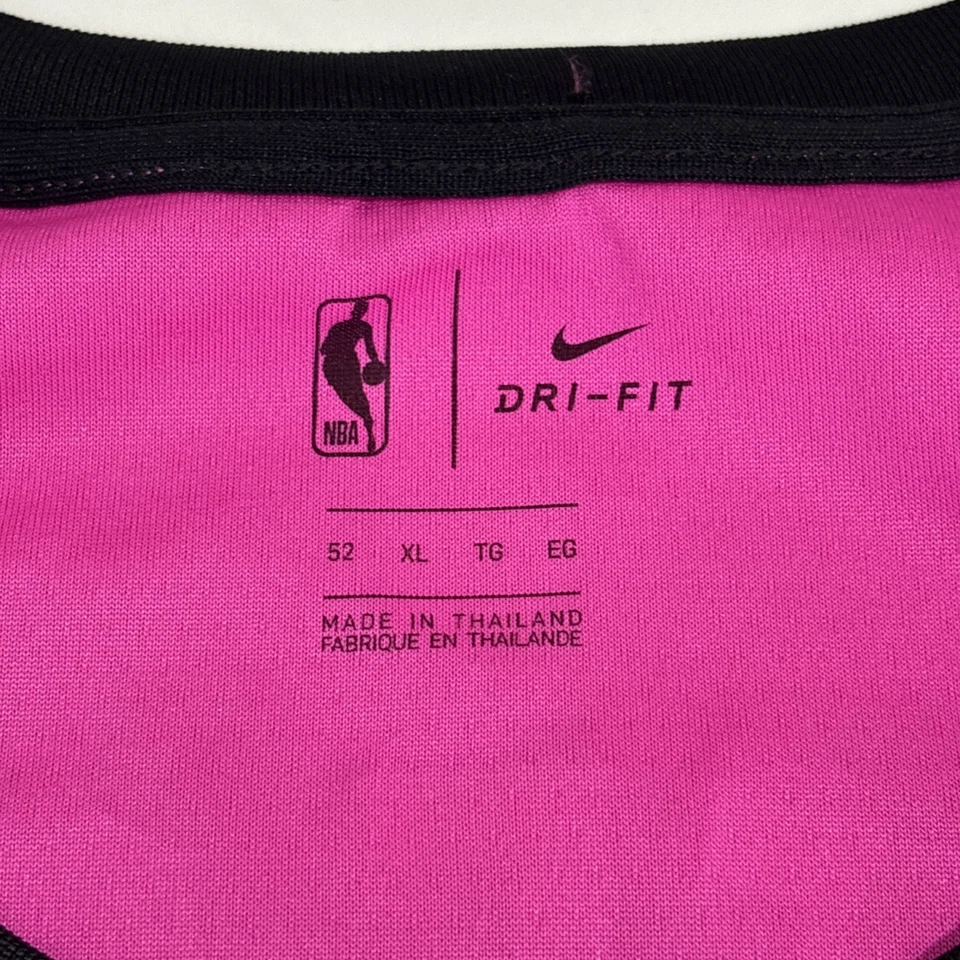 NBA
DRI-FIT
52 XL TG EG
MADE IN THAILAND
FABRIQUE EN THAILANDE